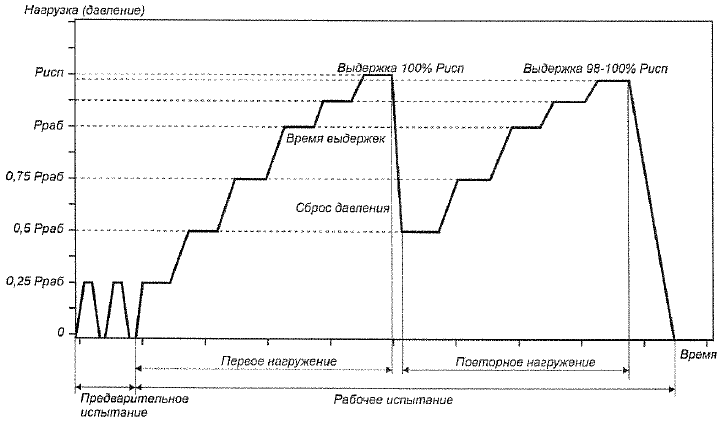 Нагрузка (давление)
Выдержка 100% Рисп
Выдержка 98-100% Рисп
Рисп
Рраб
Время выдержек
0,75 Рраб
Сброс давления
0,5 Рраб
0,25 Рраб
0
Время
Первое нагружение
Повторное нагружение
Предварительное
испытание
Рабочее испытание